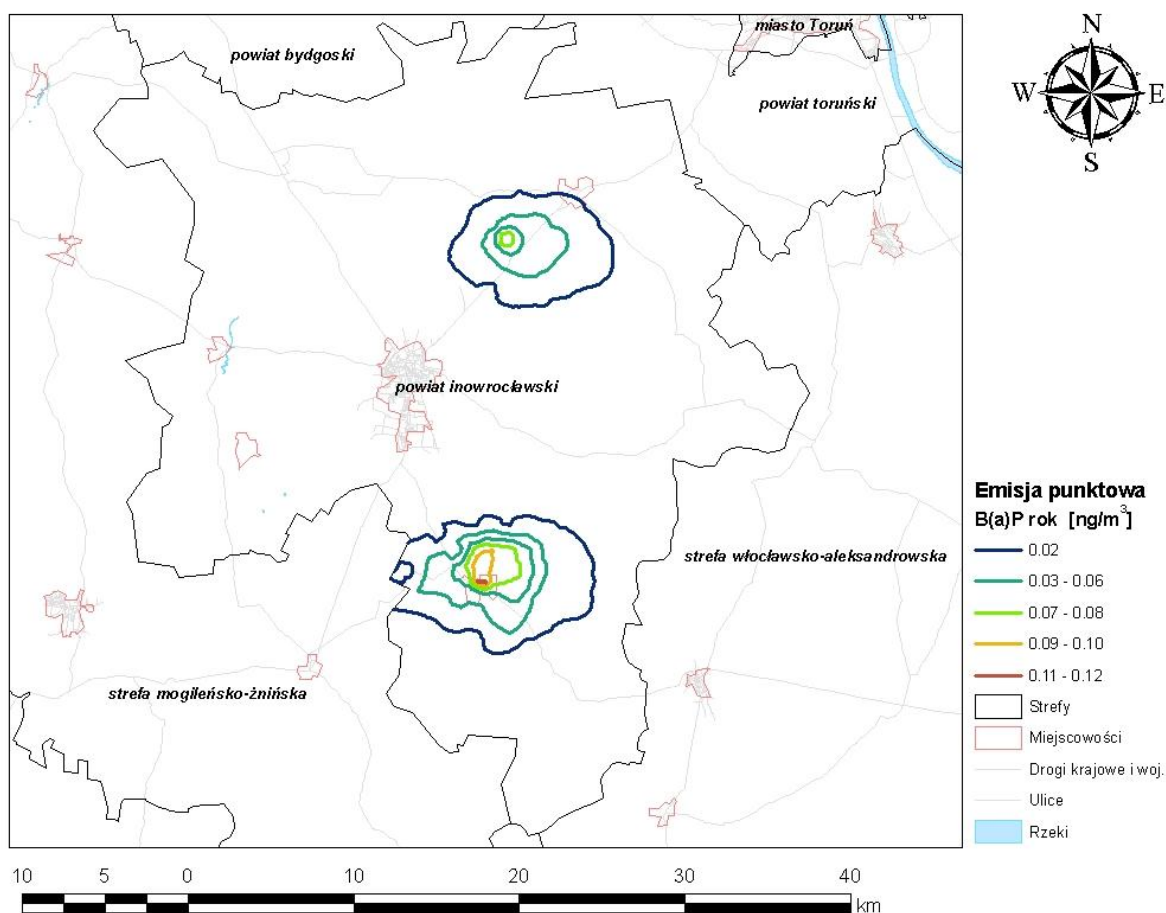 miasto Toruń
powiat bydgoski
powiat toruński
powiat inowrocławski
strefa włocławsko-aleksandrowska
strefa mogileńsko-żnińska
N
W E
S
Emisja punktowa
B(a)P rok [ng/m³]
0.02
0.03 - 0.06
0.07 - 0.08
0.09 - 0.10
0.11 - 0.12
Strefy
Miejscowości
Drogi krajowe i woj.
Ulice
Rzeki
10 5 0 10 20 30 40
km